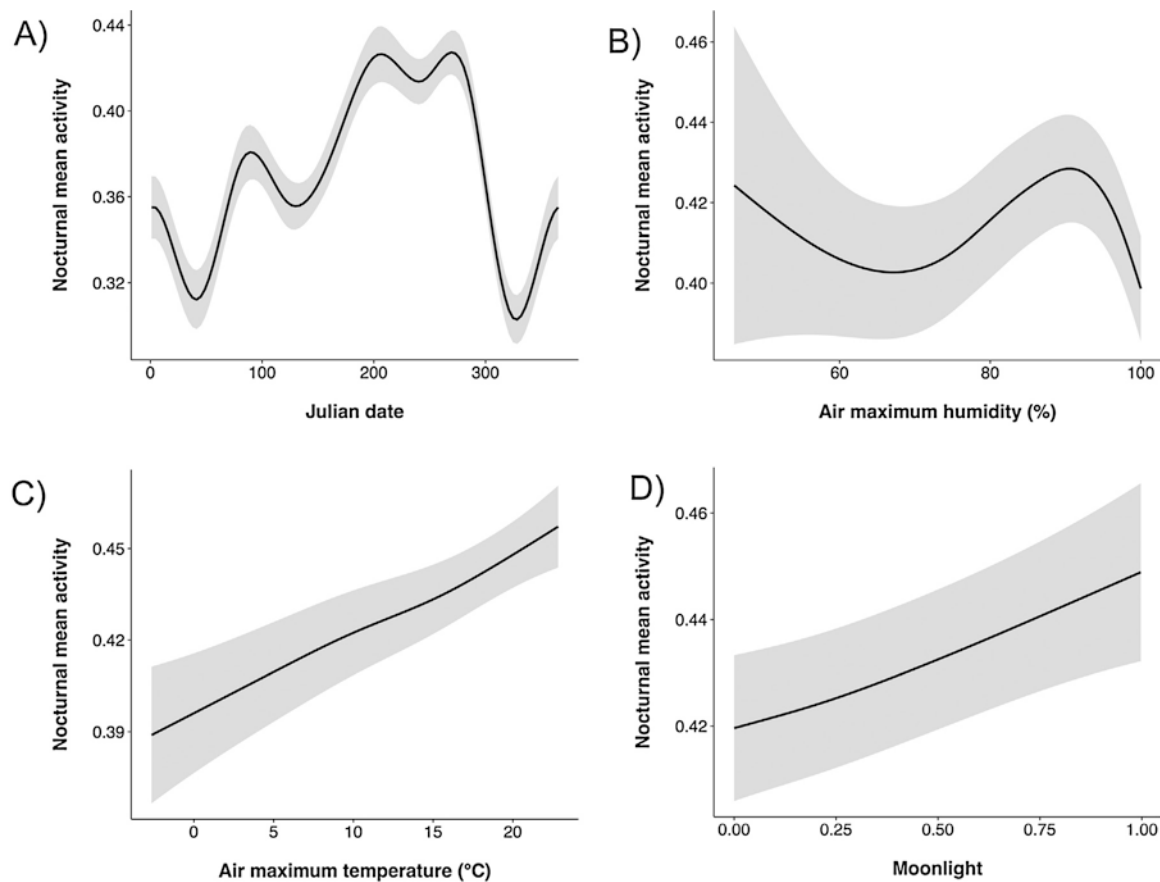 A)
Nocturnal mean activity
0.44
0.40
0.36
0.32
0 100 200 300
Julian date
B)
Nocturnal mean activity
0.46
0.44
0.42
0.40
60 80 100
Air maximum humidity (%)
C)
Nocturnal mean activity
0.45
0.42
0.39
0 5 10 15 20
Air maximum temperature (°C)
D)
Nocturnal mean activity
0.46
0.44
0.42
0.00 0.25 0.50 0.75 1.00
Moonlight